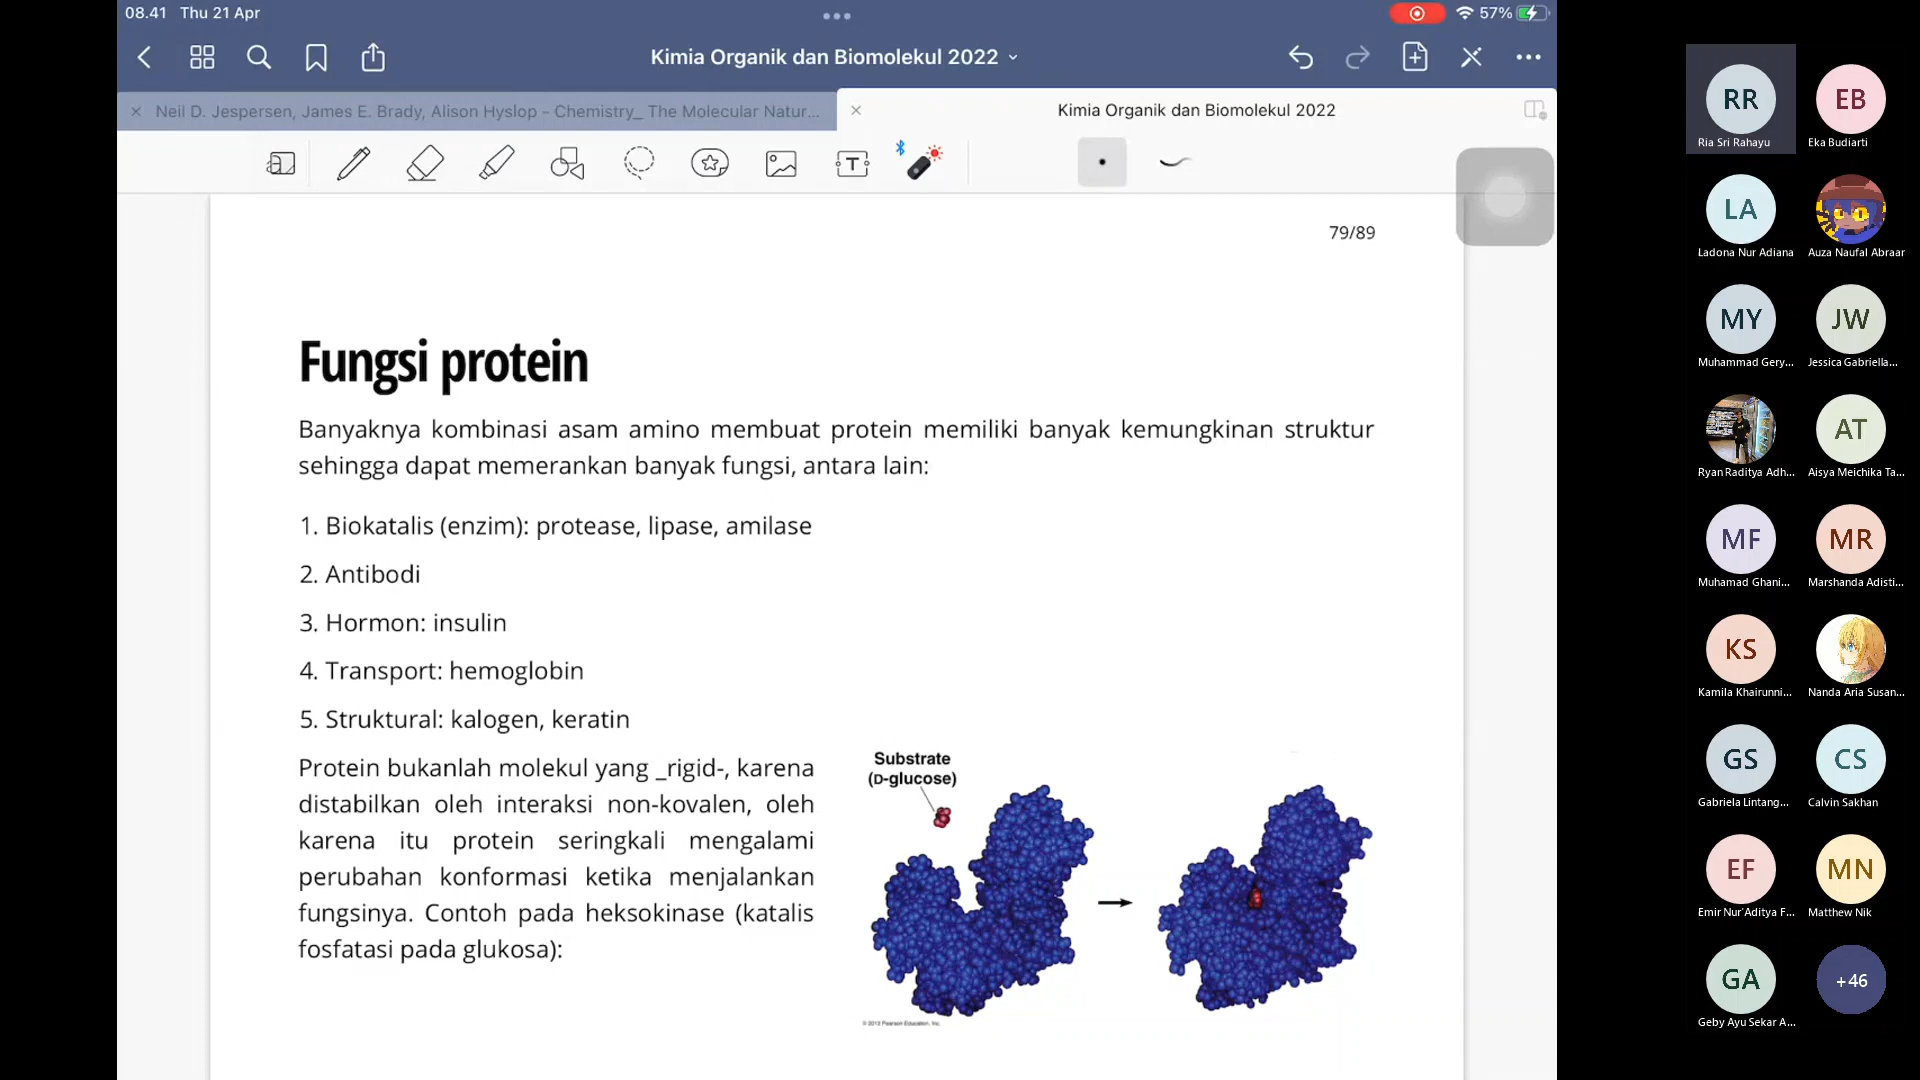 08.41 Thu 21 Apr
57%
Kimia Organik dan Biomolekul 2022
Neil D. Jespersen, James E. Brady, Alison Hyslop - Chemistry_ The Molecular Natur...
Kimia Organik dan Biomolekul 2022
T
79/89
Fungsi protein
Banyaknya kombinasi asam amino membuat protein memiliki banyak kemungkinan struktur
sehingga dapat memerankan banyak fungsi, antara lain:
1. Biokatalis (enzim): protease, lipase, amilase
2. Antibodi
3. Hormon: insulin
4. Transport: hemoglobin
5. Struktural: kalogen, keratin
Protein bukanlah molekul yang _rigid-, karena
distabilkan oleh interaksi non-kovalen, oleh
karena itu protein seringkali mengalami
perubahan konformasi ketika menjalankan
fungsinya. Contoh pada heksokinase (katalis
fosfatasi pada glukosa):
Substrate
(D-glucose)
© 2013 Pearson Education, Inc.
RR EB
Ria Sri Rahayu Eka Budiarti
LA
Ladona Nur Adiana Auza Naufal Abraar
MY JW
Muhammad Gery... Jessica Gabriella...
AT
Ryan Raditya Adh... Aisya Meichika Ta...
MF MR
Muhamad Ghani... Marshanda Adisti...
KS
Kamila Khairunni... Nanda Aria Susan...
GS CS
Gabriela Lintang... Calvin Sakhan
EF MN
Emir Nur'Aditya F... Matthew Nik
GA +46
Geby Ayu Sekar A...